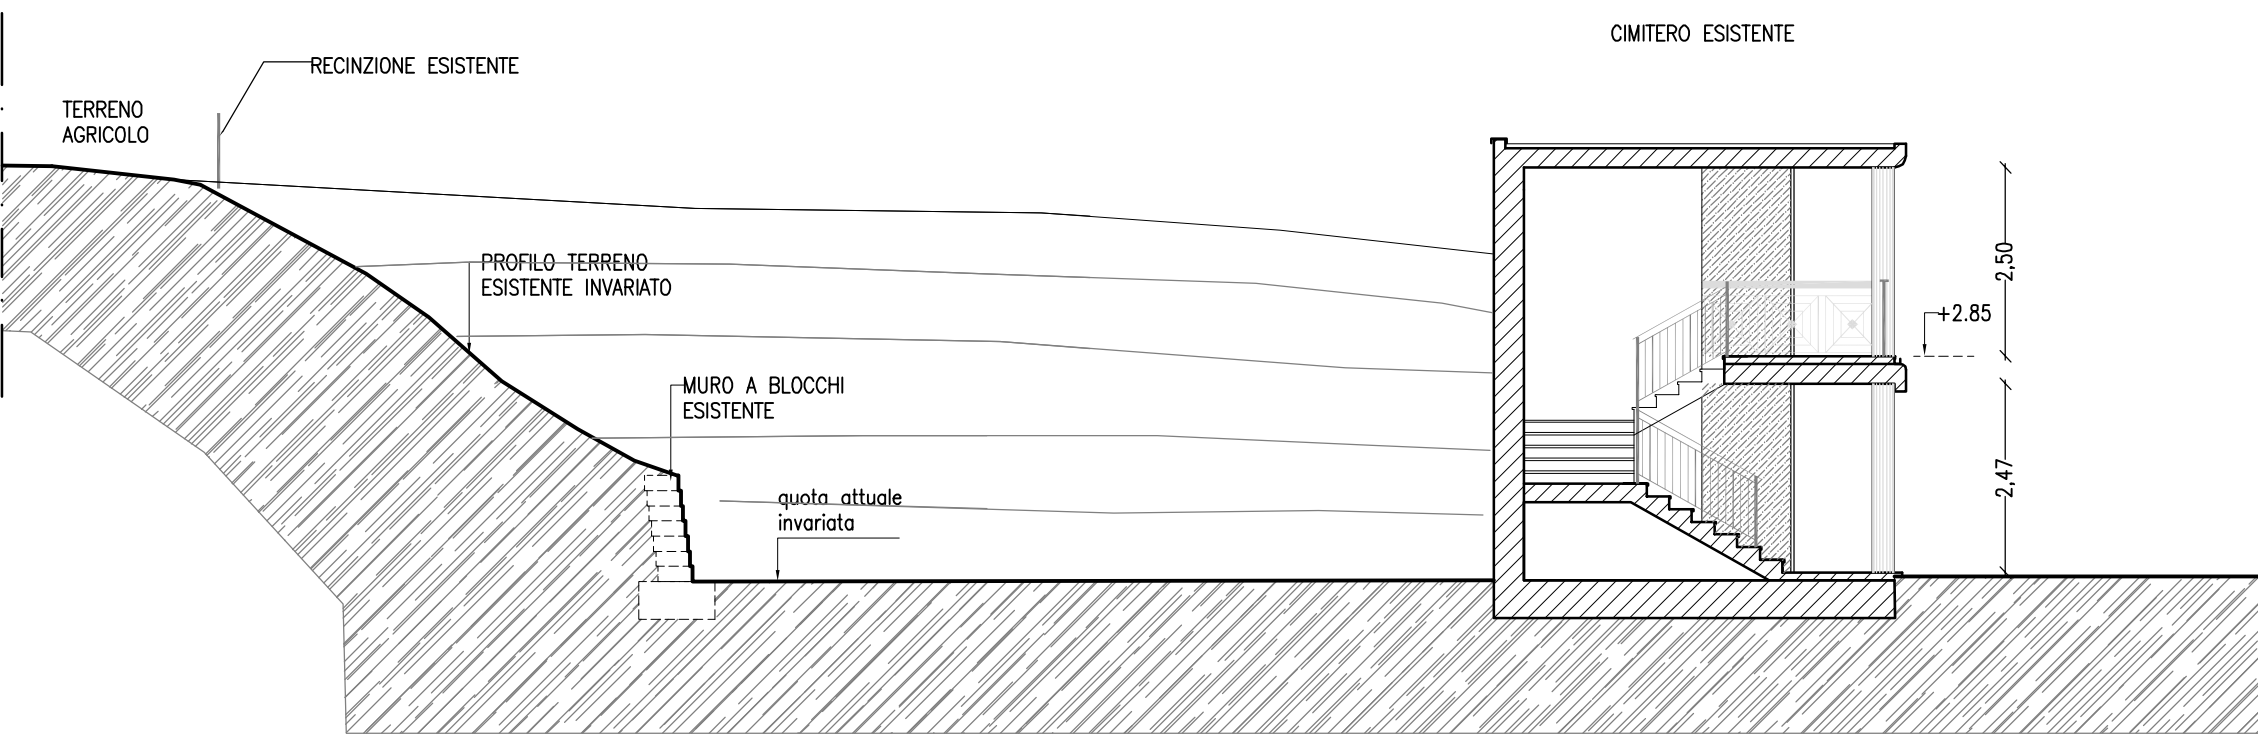 CIMITERO ESISTENTE
RECINZIONE ESISTENTE
TERRENO
AGRICOLO
PROFILO TERRENO
ESISTENTE INVARIATO
2,50
+2.85
MURO A BLOCCHI
ESISTENTE
2,47
quota attuale
invariata